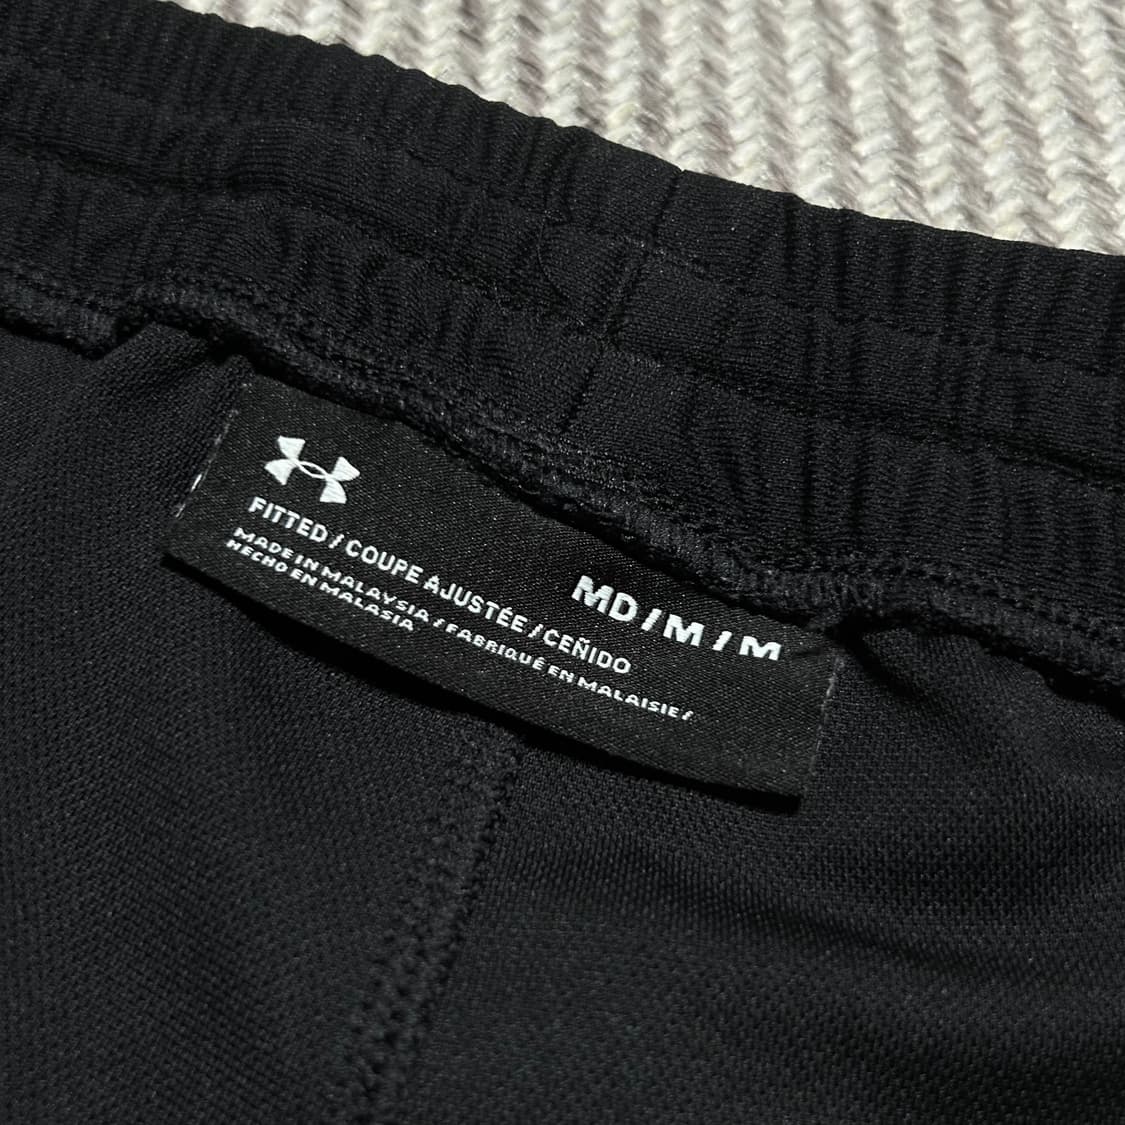 MD / M / M
FITTED / COUPE AJUSTÉE / CEÑIDO
MADE IN MALAYSIA / FABRIQUÉ EN MALAISIE /
HECHO EN MALASIA